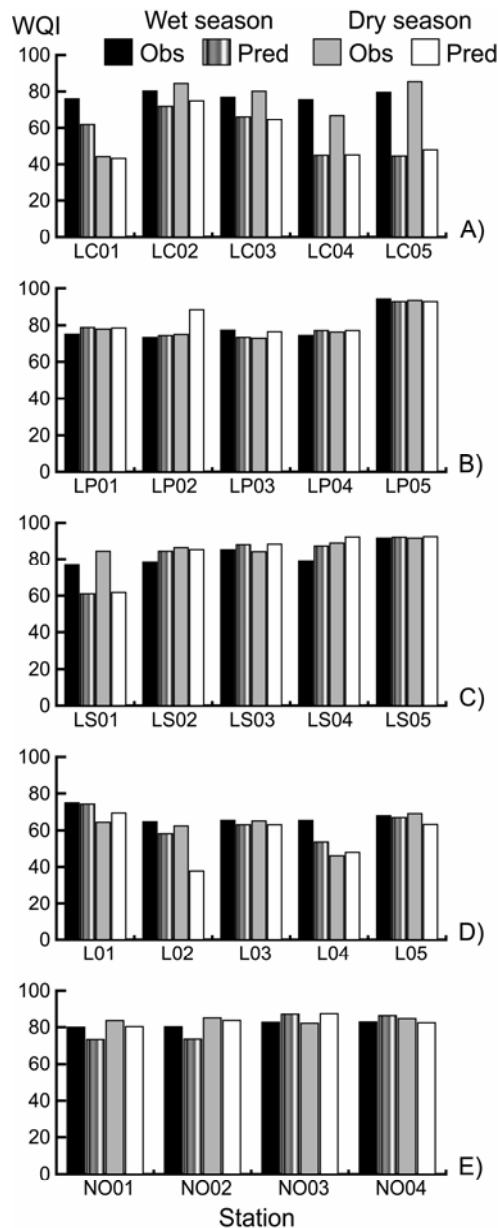 WQI Wet season Dry season
Obs Pred Obs Pred
100
80
60
40
20
0
LC01 LC02 LC03 LC04 LC05
A)
100
80
60
40
20
0
LP01 LP02 LP03 LP04 LP05
B)
100
80
60
40
20
0
LS01 LS02 LS03 LS04 LS05
C)
100
80
60
40
20
0
L01 L02 L03 L04 L05
D)
100
80
60
40
20
0
NO01 NO02 NO03 NO04
E)
Station